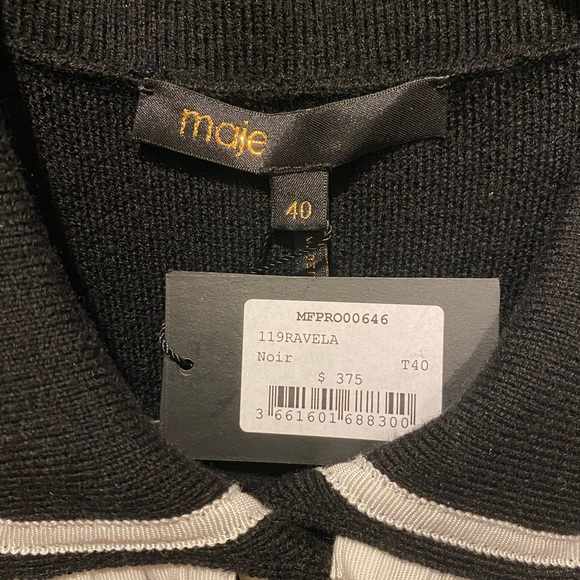 maje
40
MFPRO00646
119RAVELA
Noir T40
$ 375
3 661601 688300